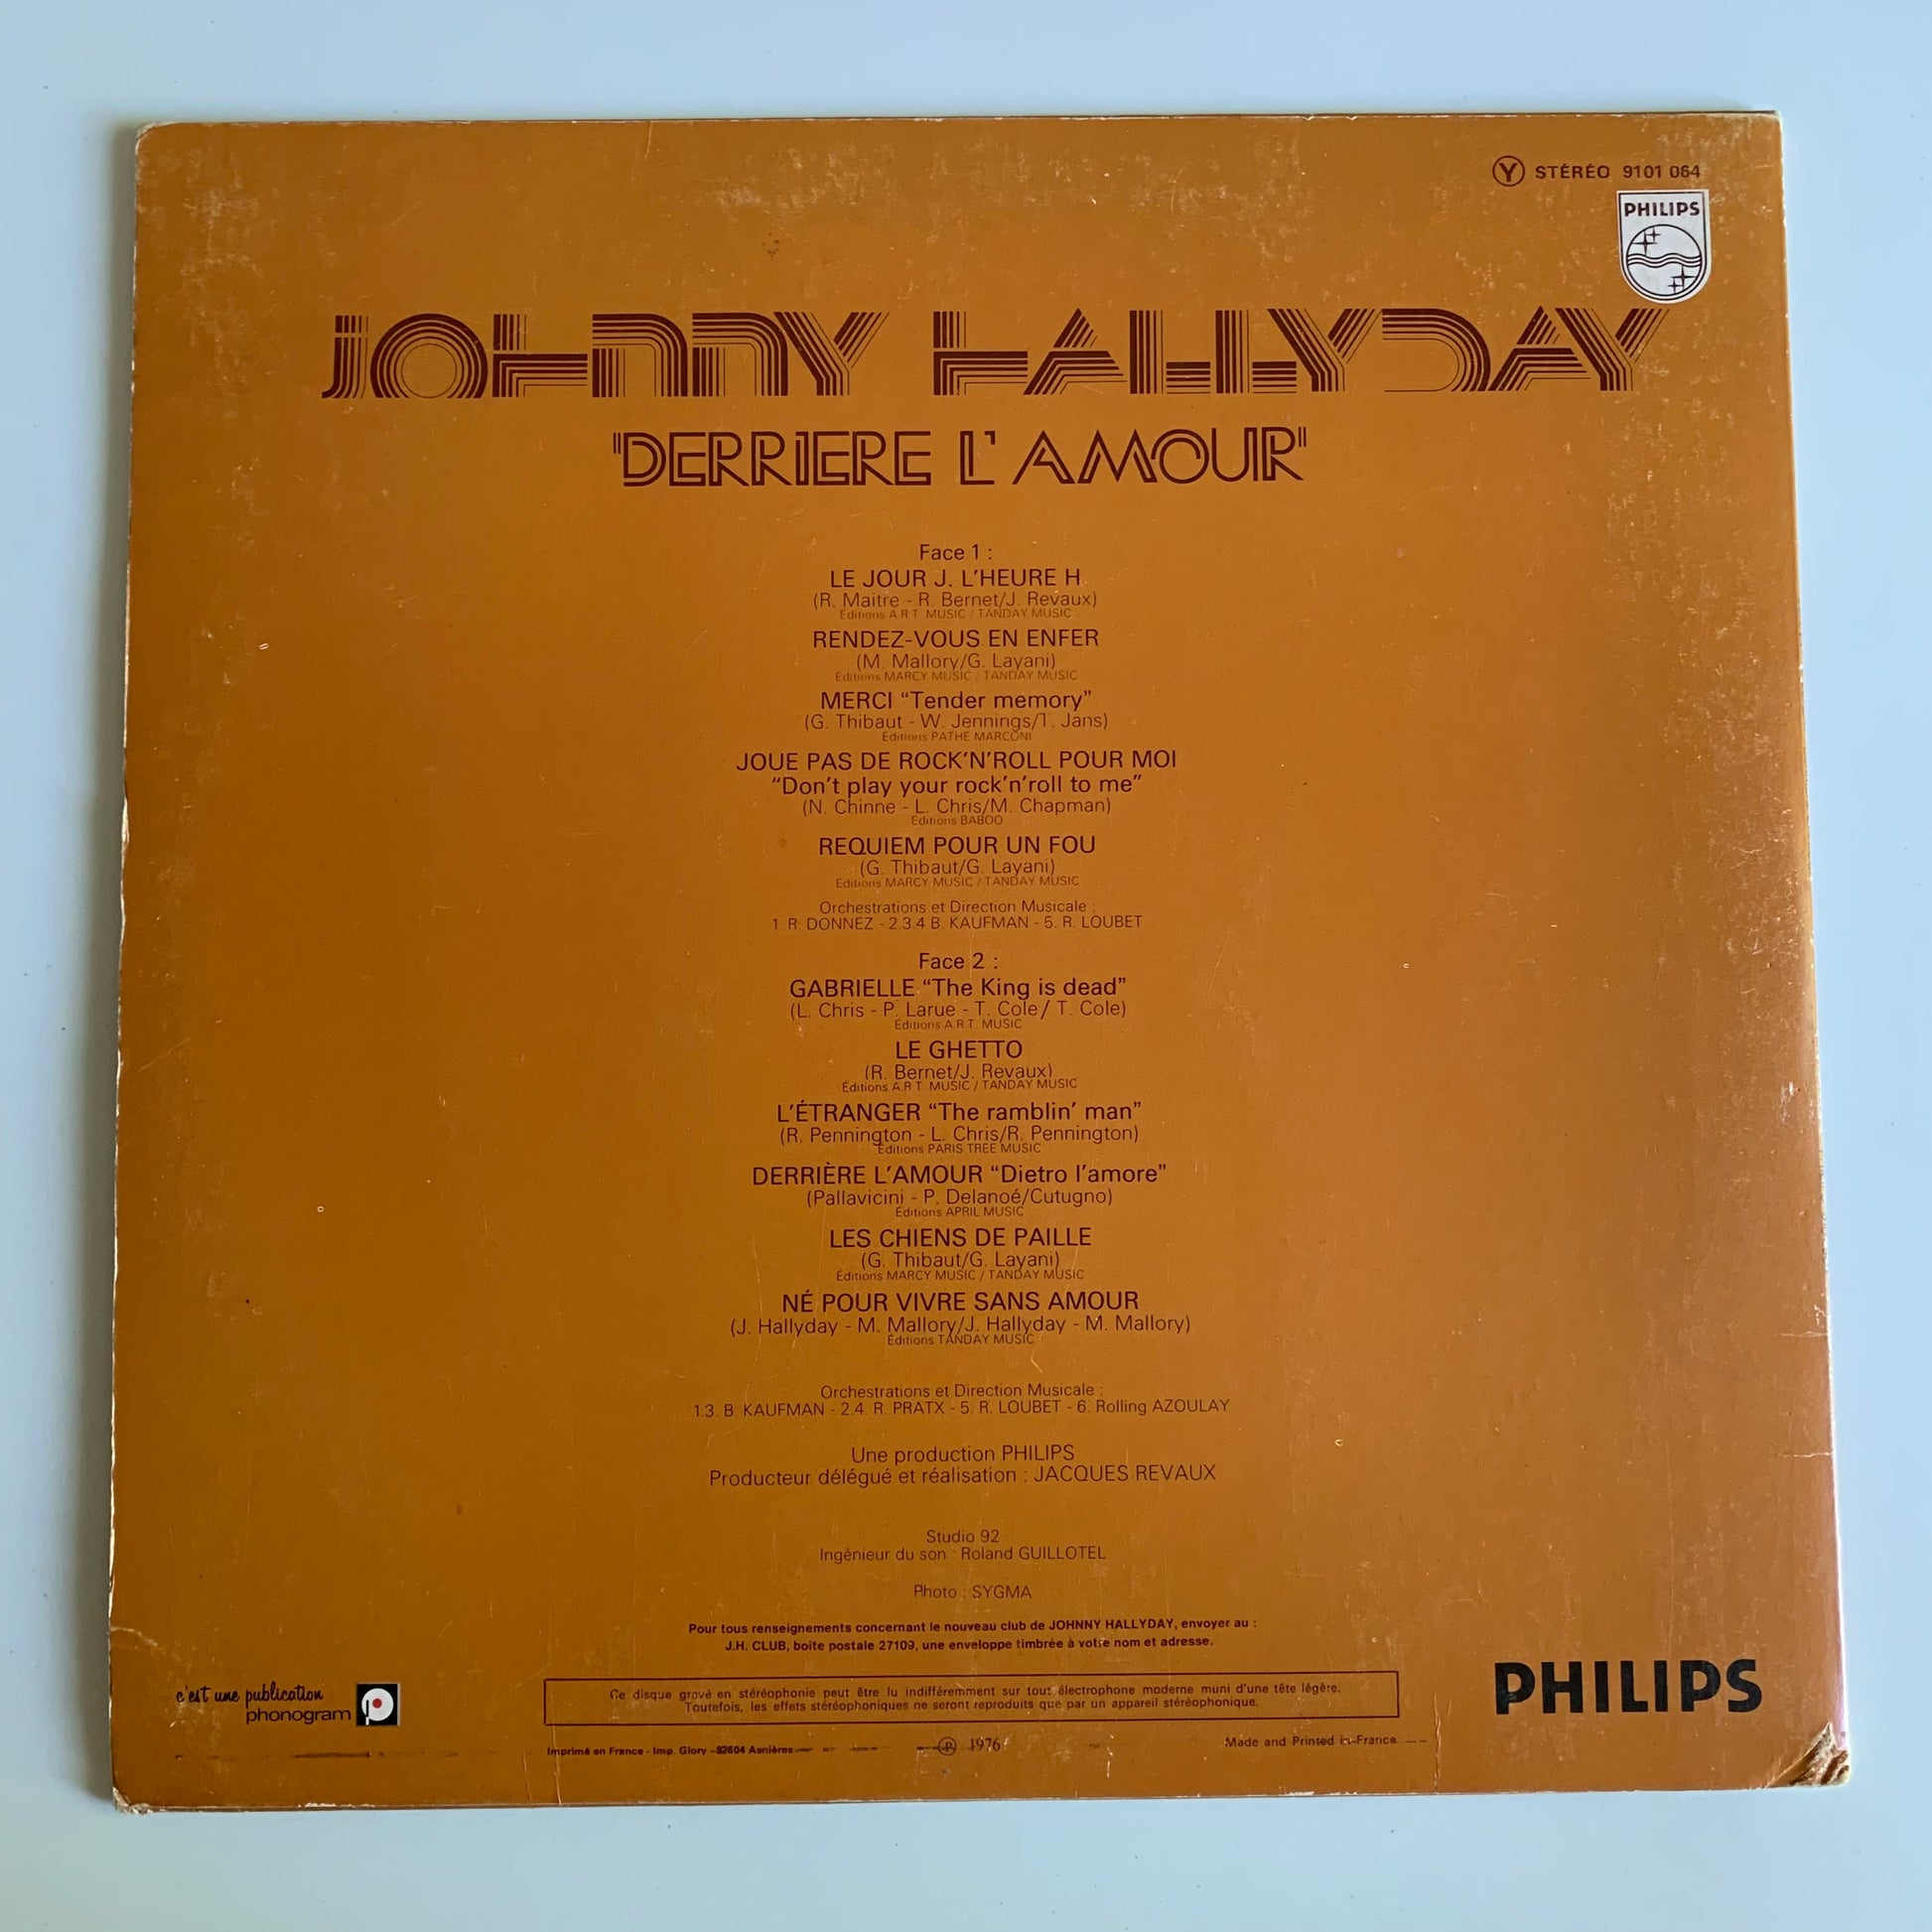 Y STÉRÉO 9101 064
PHILIPS
JOHNNY HALLYDAY
"DERRIERE L'AMOUR"
Face 1 :
LE JOUR J. L'HEURE H
(R. Maitre - R. Bernet/J. Revaux)
Editions A.R.T. MUSIC / TANDAY MUSIC
RENDEZ-VOUS EN ENFER
(M. Mallory/G. Layani)
Editions MARCY MUSIC / TANDAY MUSIC
MERCI “Tender memory”
(G. Thibaut - W. Jennings/T. Jans)
Editions PATHE MARCONI
JOUE PAS DE ROCK'N'ROLL POUR MOI
“Don't play your rock'n'roll to me”
(N. Chinne - L. Chris/M. Chapman)
Editions BABOO
REQUIEM POUR UN FOU
(G. Thibaut/G. Layani)
Editions MARCY MUSIC / TANDAY MUSIC
Orchestrations et Direction Musicale :
1. R. DONNEZ - 2.3.4 B. KAUFMAN - 5. R. LOUBET
Face 2 :
GABRIELLE “The King is dead”
(L. Chris - P. Larue - T. Cole/ T. Cole)
Éditions A.R.T. MUSIC
LE GHETTO
(R. Bernet/J. Revaux)
Éditions A.R.T. MUSIC / TANDAY MUSIC
L'ÉTRANGER “The ramblin' man”
(R. Pennington - L. Chris/R. Pennington)
Editions PARIS TREE MUSIC
DERRIÈRE L'AMOUR “Dietro l'amore”
(Pallavicini - P. Delanoé/Cutugno)
Editions APRIL MUSIC
LES CHIENS DE PAILLE
(G. Thibaut/G. Layani)
Éditions MARCY MUSIC / TANDAY MUSIC
NÉ POUR VIVRE SANS AMOUR
(J. Hallyday - M. Mallory/J. Hallyday - M. Mallory)
Editions TANDAY MUSIC
Orchestrations et Direction Musicale :
1.3. B. KAUFMAN - 2.4. R. PRATX - 5. R. LOUBET - 6. Rolling AZOULAY
Une production PHILIPS
Producteur délégué et réalisation : JACQUES REVAUX
Studio 92
Ingénieur du son : Roland GUILLOTEL
Photo : SYGMA
Pour tous renseignements concernant le nouveau club de JOHNNY HALLYDAY, envoyer au :
J.H. CLUB, boîte postale 27109, une enveloppe timbrée à votre nom et adresse.
c'est une publication
phonogram
Ce disque gravé en stéréophonie peut être lu indifféremment sur tout électrophone moderne muni d'une tête légère.
Toutefois, les effets stéréophoniques ne seront reproduits que par un appareil stéréophonique.
PHILIPS
Imprimé en France - Imp. Glory - 92604 Asnières
℗ 1976
Made and Printed in France